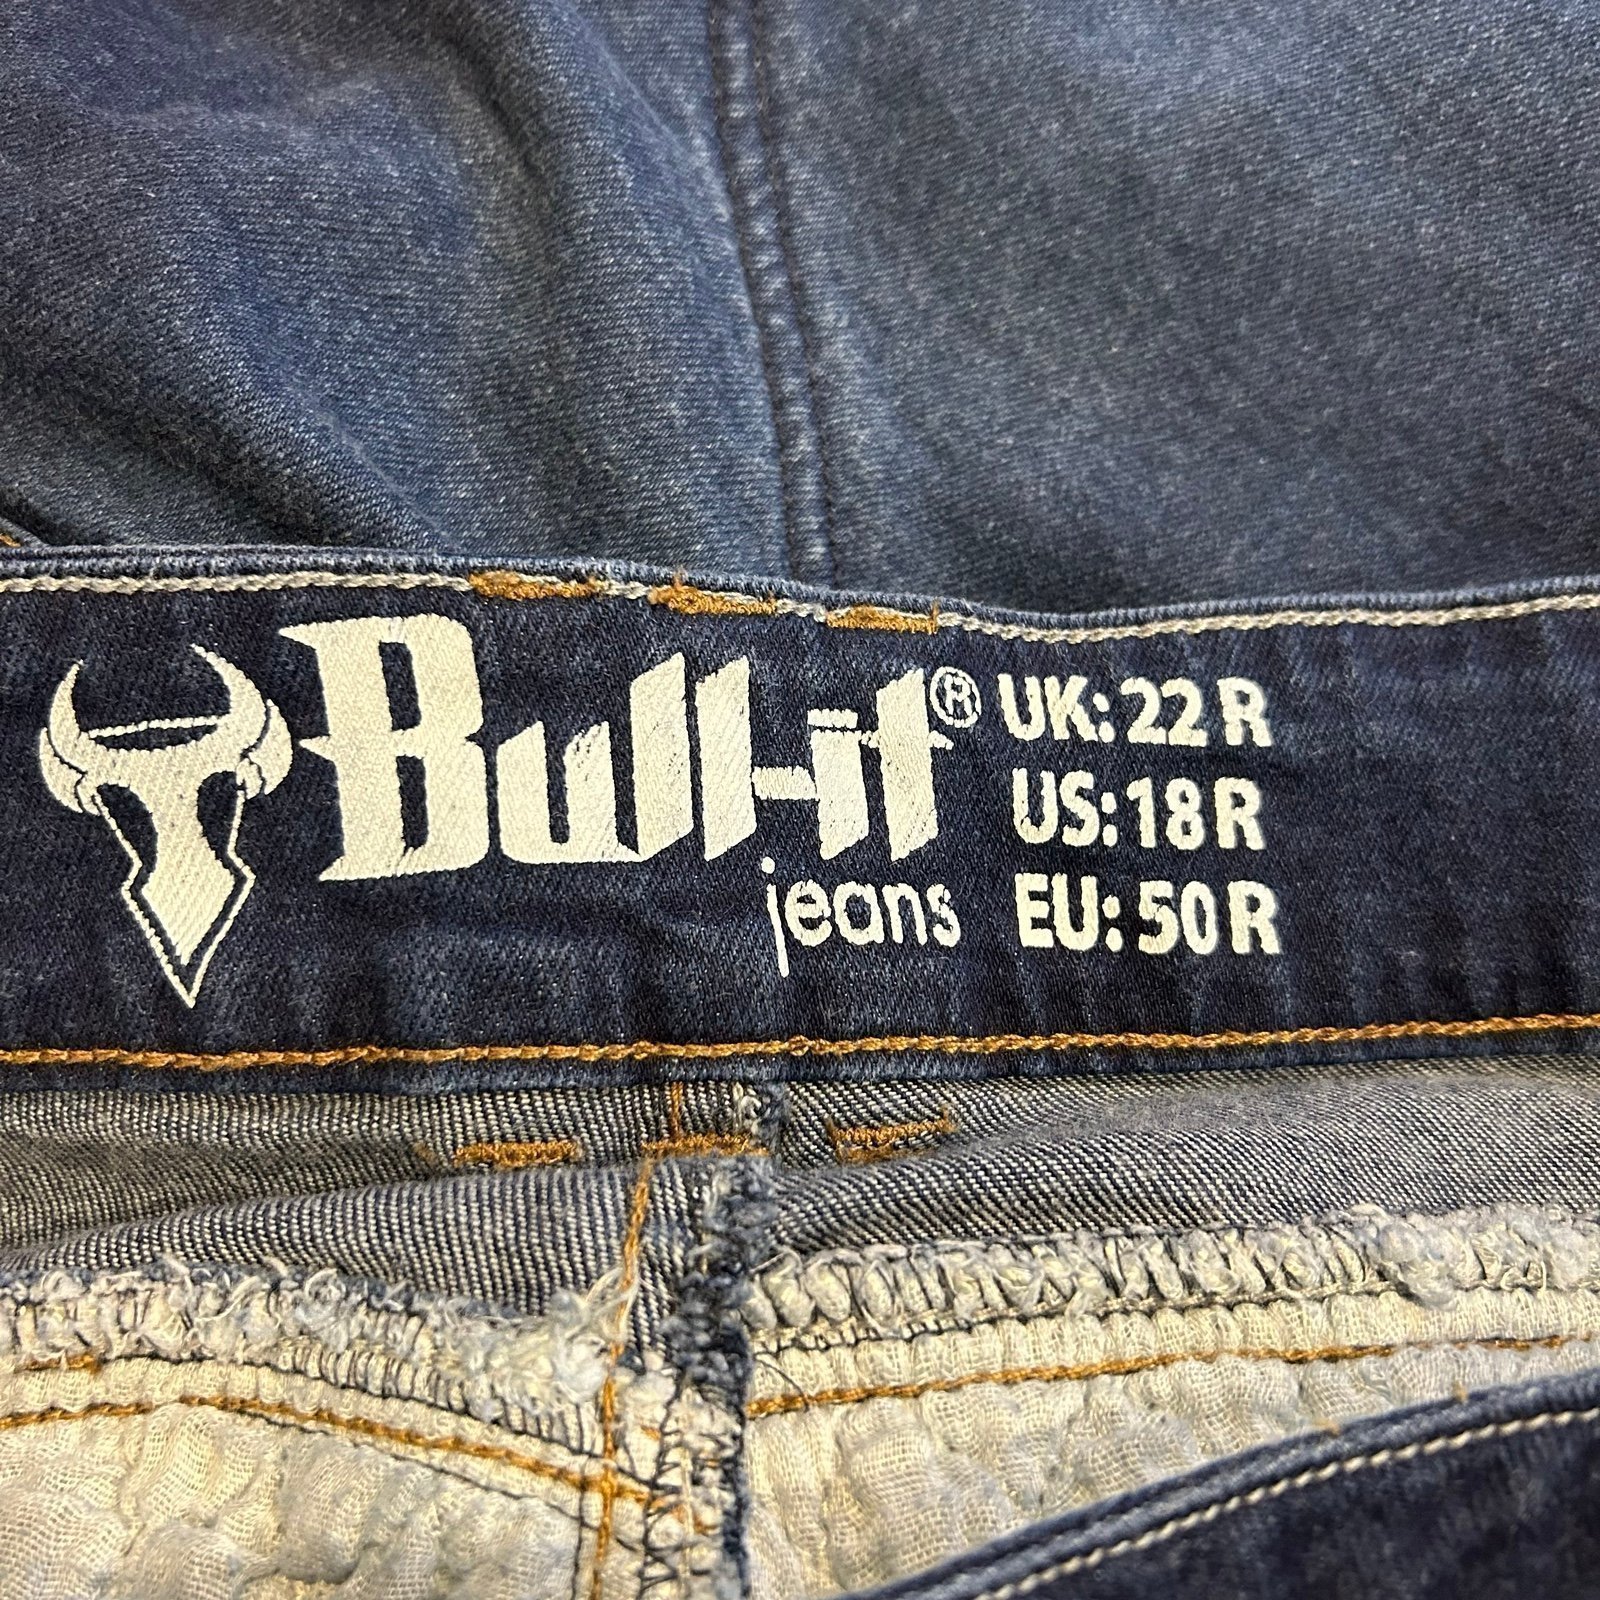 Bull-it® UK: 22 R
US: 18 R
jeans EU: 50 R